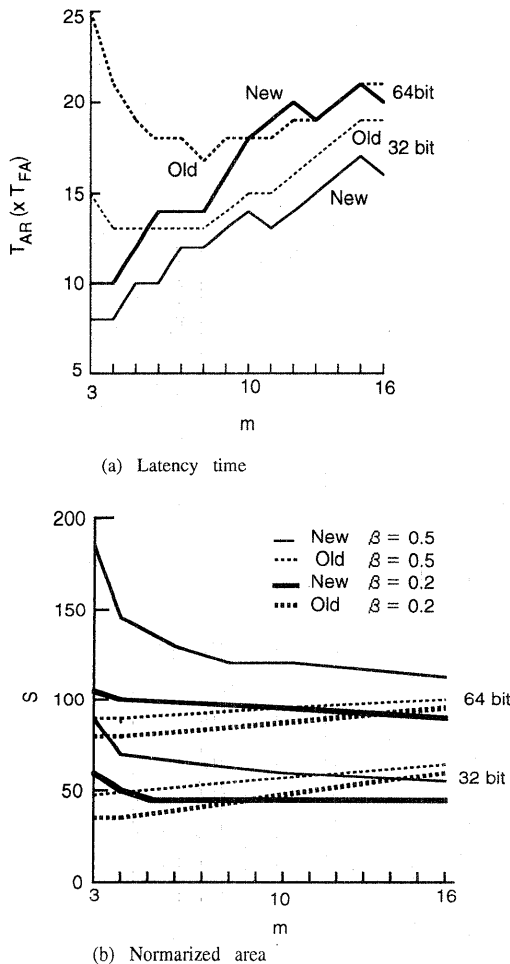 25
20
15
10
5
T_AR (x T_FA)
New
64bit
Old
Old
32 bit
New
3
10
16
m
(a) Latency time
200
150
100
50
0
S
New β = 0.5
Old β = 0.5
New β = 0.2
Old β = 0.2
64 bit
32 bit
3
10
16
m
(b) Normarized area